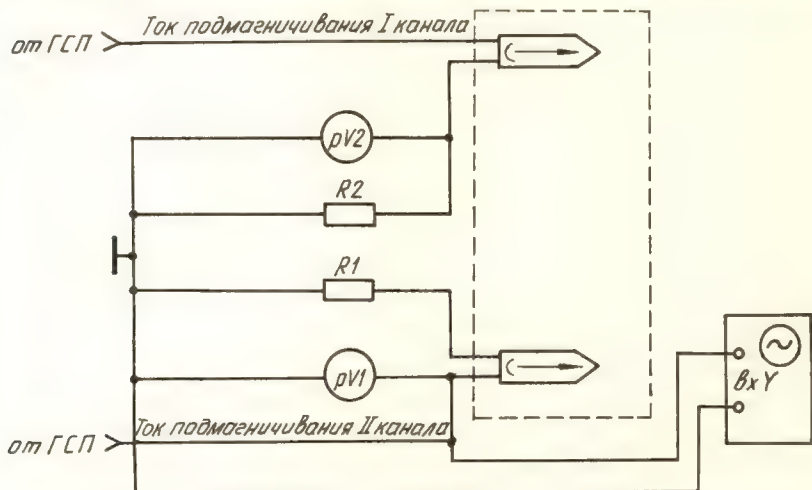 Ток подмагничивания I канала
от ГСП
pV2
R2
R1
pV1
вх Y
Ток подмагничивания II канала
от ГСП